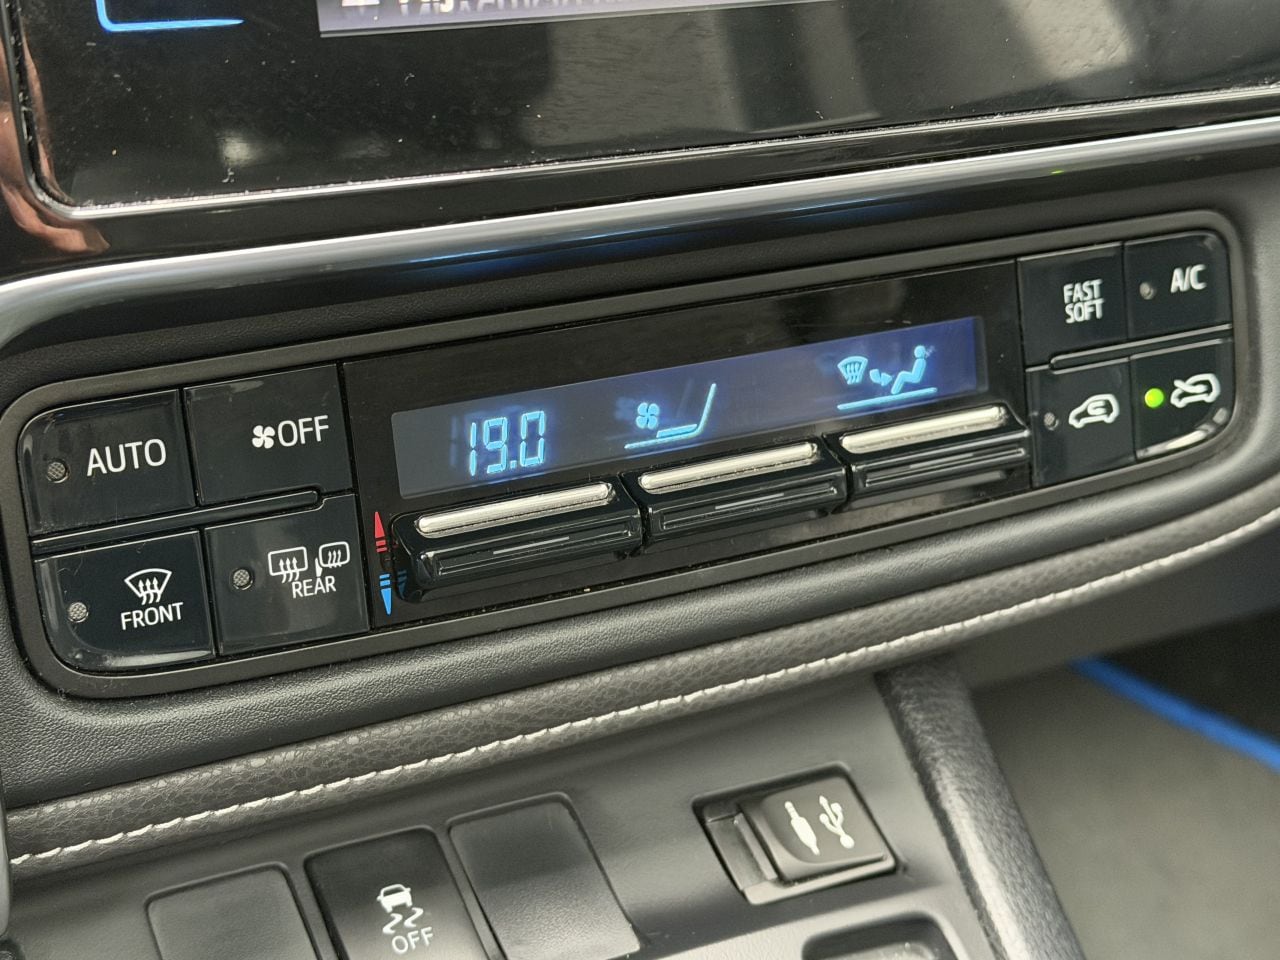 AUTO
OFF
19.0
FAST
SOFT
A/C
FRONT
REAR
OFF